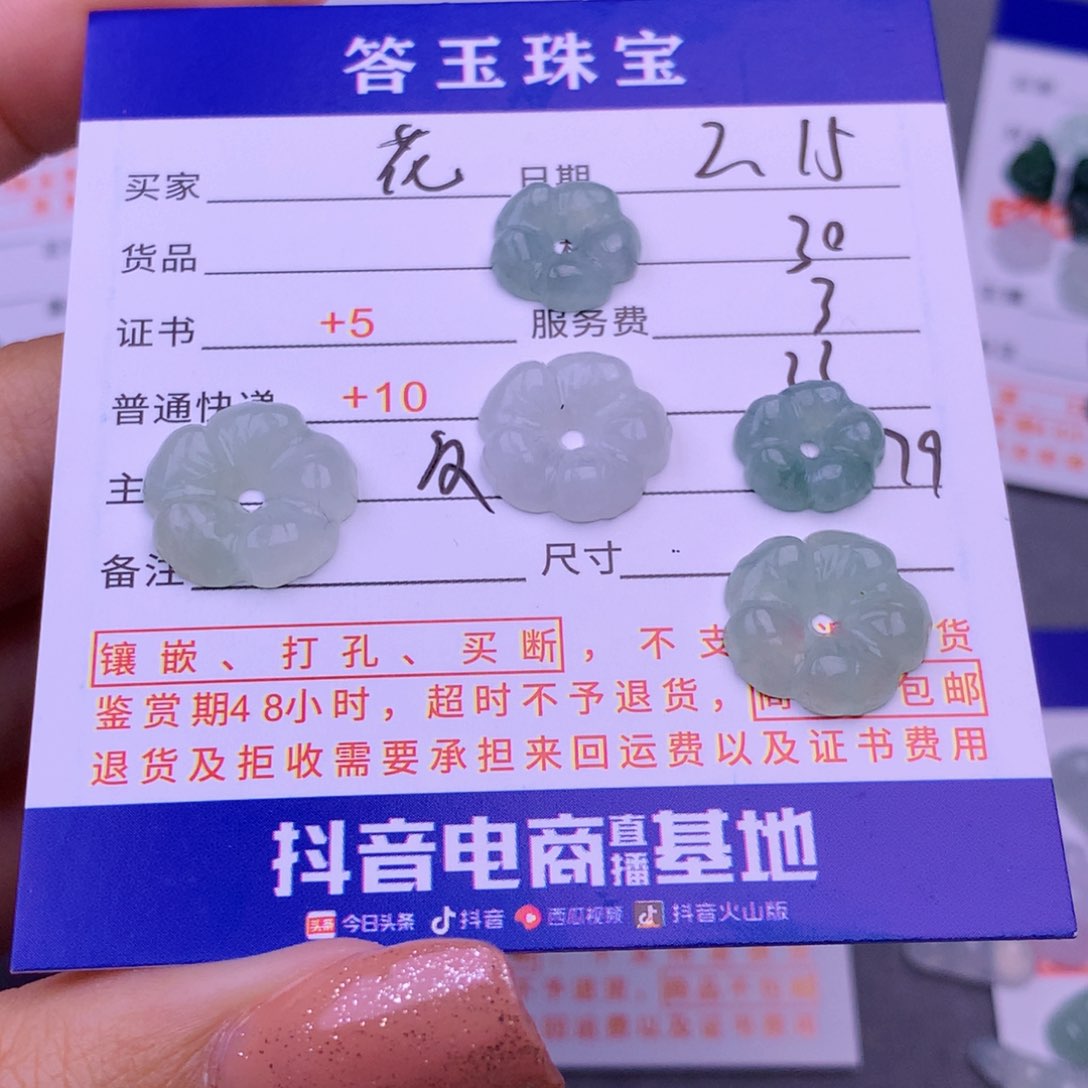 答玉珠宝
买家 花 日期 2 15
货品 30
证书 +5 服务费 3
普通快递 +10
主 79
备注 尺寸
镶嵌、打孔、买断，不支 货
鉴赏期48小时，超时不予退货， 包邮
退货及拒收需要承担来回运费以及证书费用
抖音电商直播基地
头条 今日头条 抖音 西瓜视频 抖音火山版